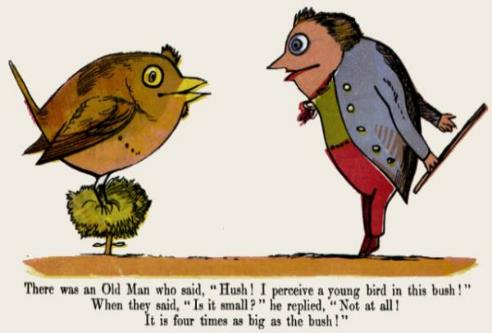 There was an Old Man who said, "Hush! I perceive a young bird in this bush!"
When they said, "Is it small?" he replied, "Not at all!
It is four times as big as the bush!"